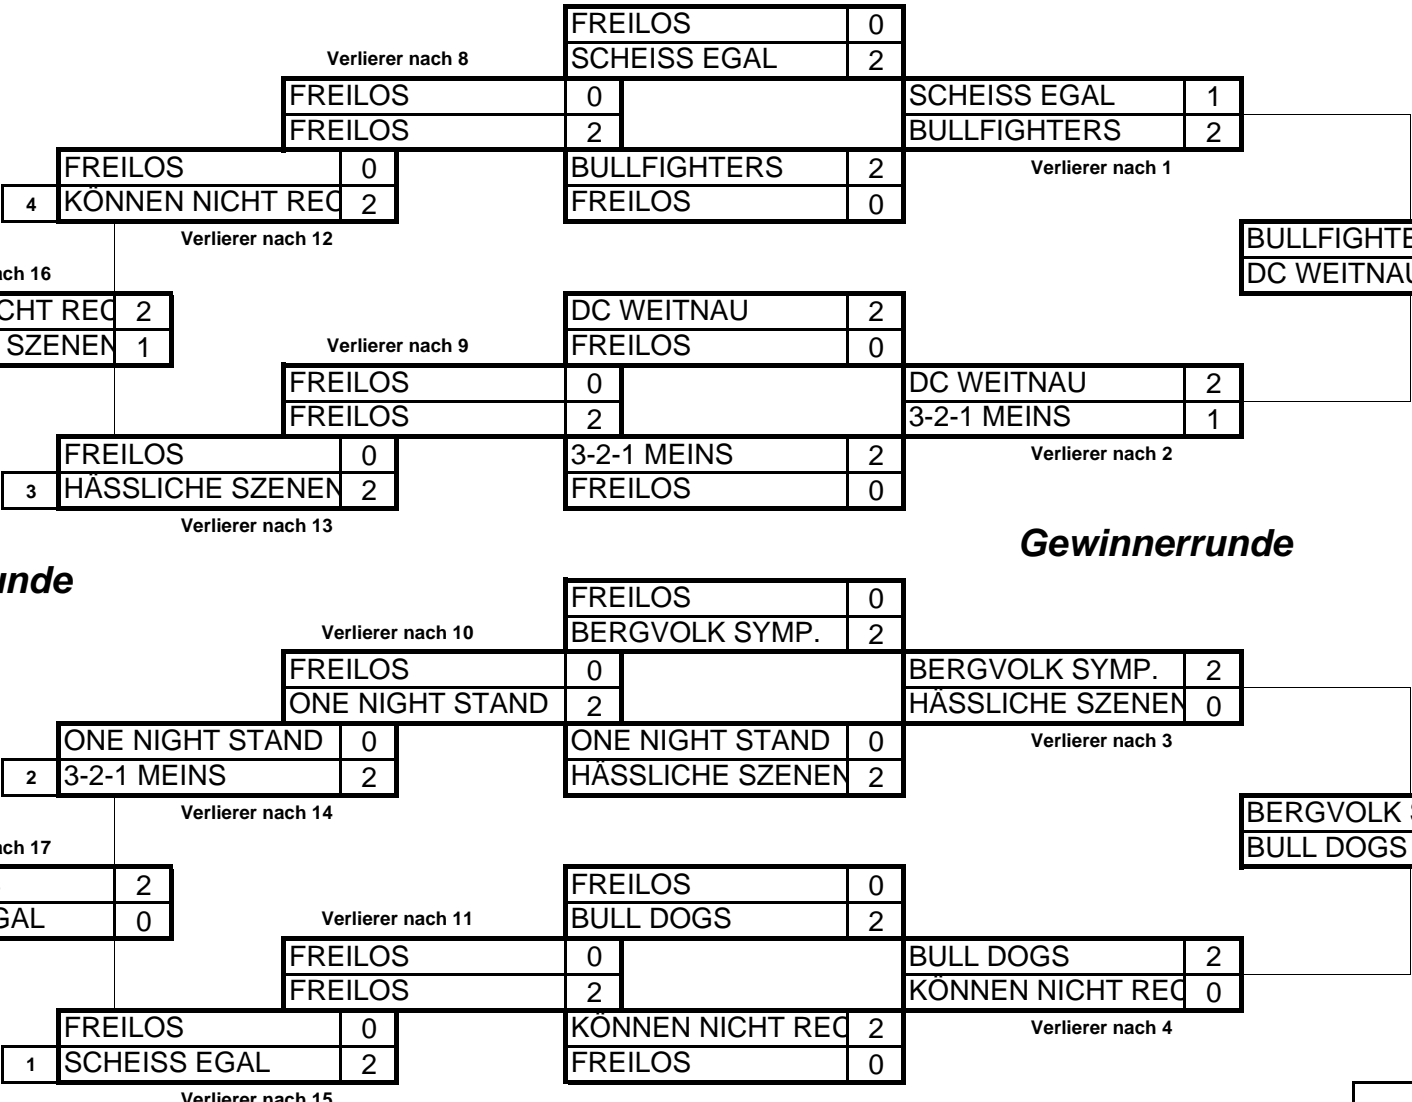 FREILOS 0
Verlierer nach 8 SCHEISS EGAL 2
FREILOS 0 SCHEISS EGAL 1
FREILOS 2 BULLFIGHTERS 2
FREILOS 0 BULLFIGHTERS 2 Verlierer nach 1
4 KÖNNEN NICHT REC 2 FREILOS 0
Verlierer nach 12 BULLFIGHTE
ach 16 DC WEITNAU
CHT REC 2 DC WEITNAU 2
SZENEN 1 Verlierer nach 9 FREILOS 0
FREILOS 0 DC WEITNAU 2
FREILOS 2 3-2-1 MEINS 1
FREILOS 0 3-2-1 MEINS 2 Verlierer nach 2
3 HÄSSLICHE SZENEN 2 FREILOS 0
Verlierer nach 13
Gewinnerrunde
unde
FREILOS 0
Verlierer nach 10 BERGVOLK SYMP. 2
FREILOS 0 BERGVOLK SYMP. 2
ONE NIGHT STAND 2 HÄSSLICHE SZENEN 0
ONE NIGHT STAND 0 ONE NIGHT STAND 0 Verlierer nach 3
2 3-2-1 MEINS 2 HÄSSLICHE SZENEN 2
Verlierer nach 14 BERGVOLK
ach 17 BULL DOGS
2 FREILOS 0
GAL 0 Verlierer nach 11 BULL DOGS 2
FREILOS 0 BULL DOGS 2
FREILOS 2 KÖNNEN NICHT REC 0
FREILOS 0 KÖNNEN NICHT REC 2 Verlierer nach 4
1 SCHEISS EGAL 2 FREILOS 0
Verlierer nach 15